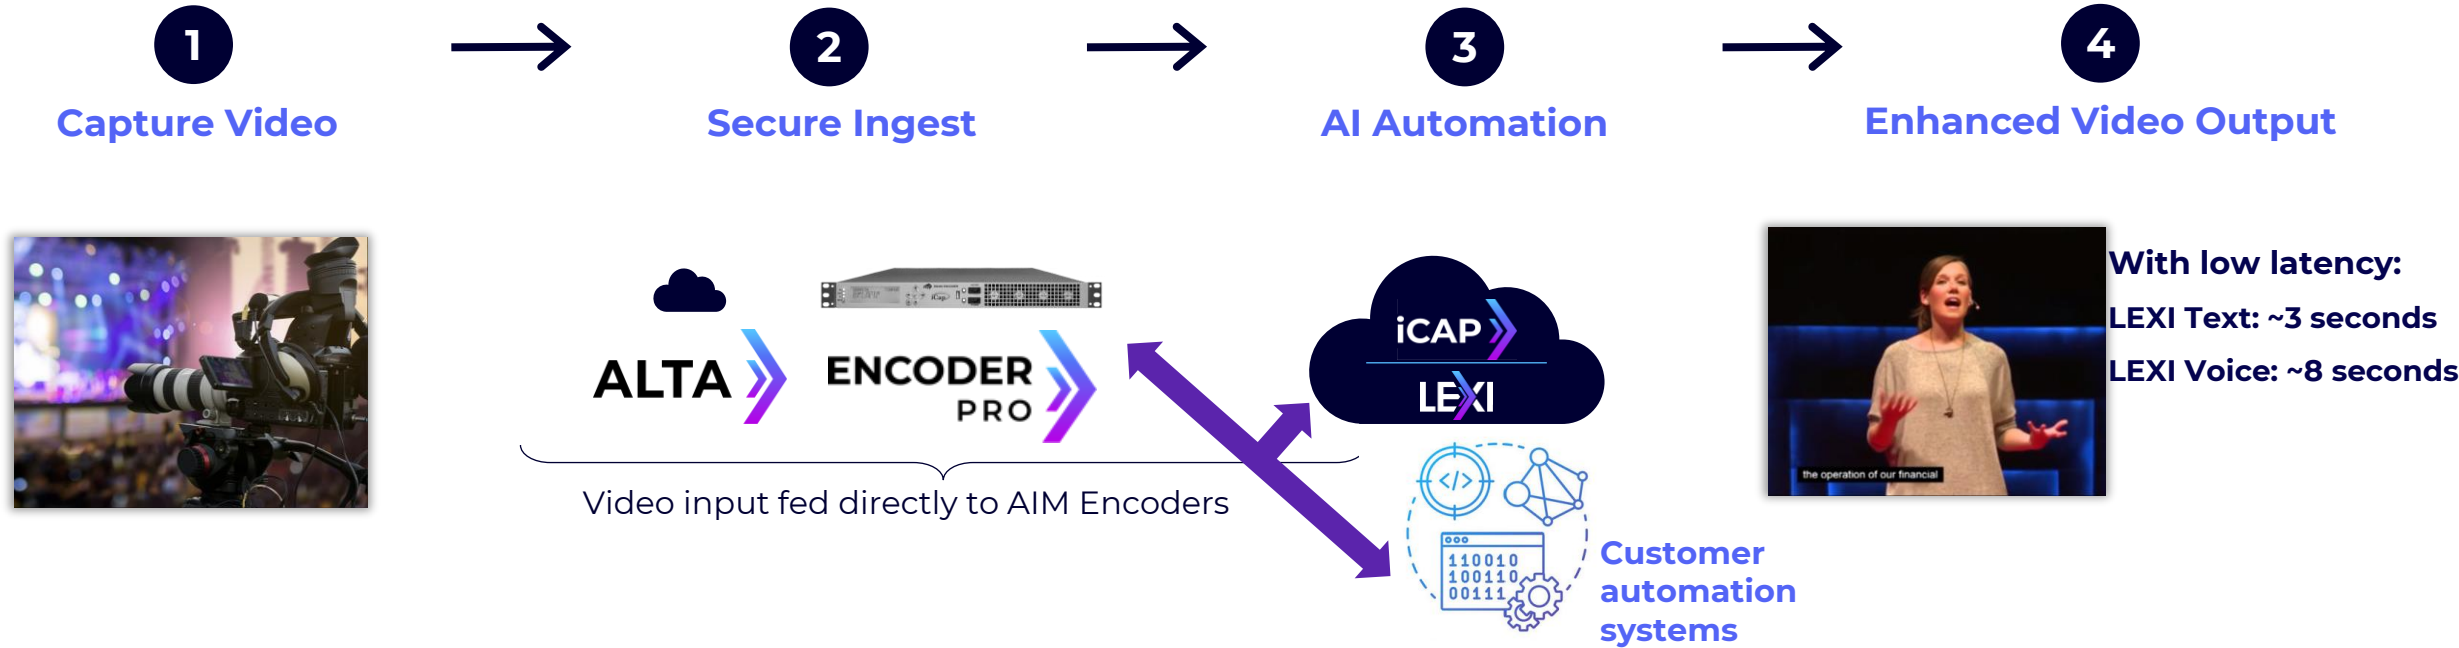 1
2
3
4
Capture Video
Secure Ingest
AI Automation
Enhanced Video Output
ALTA
iCap
ENCODER
PRO
Video input fed directly to AIM Encoders
iCAP
LEXI
</>
110010
100110
00111
Customer
automation
systems
the operation of our financial
With low latency:
LEXI Text: ~3 seconds
LEXI Voice: ~8 seconds